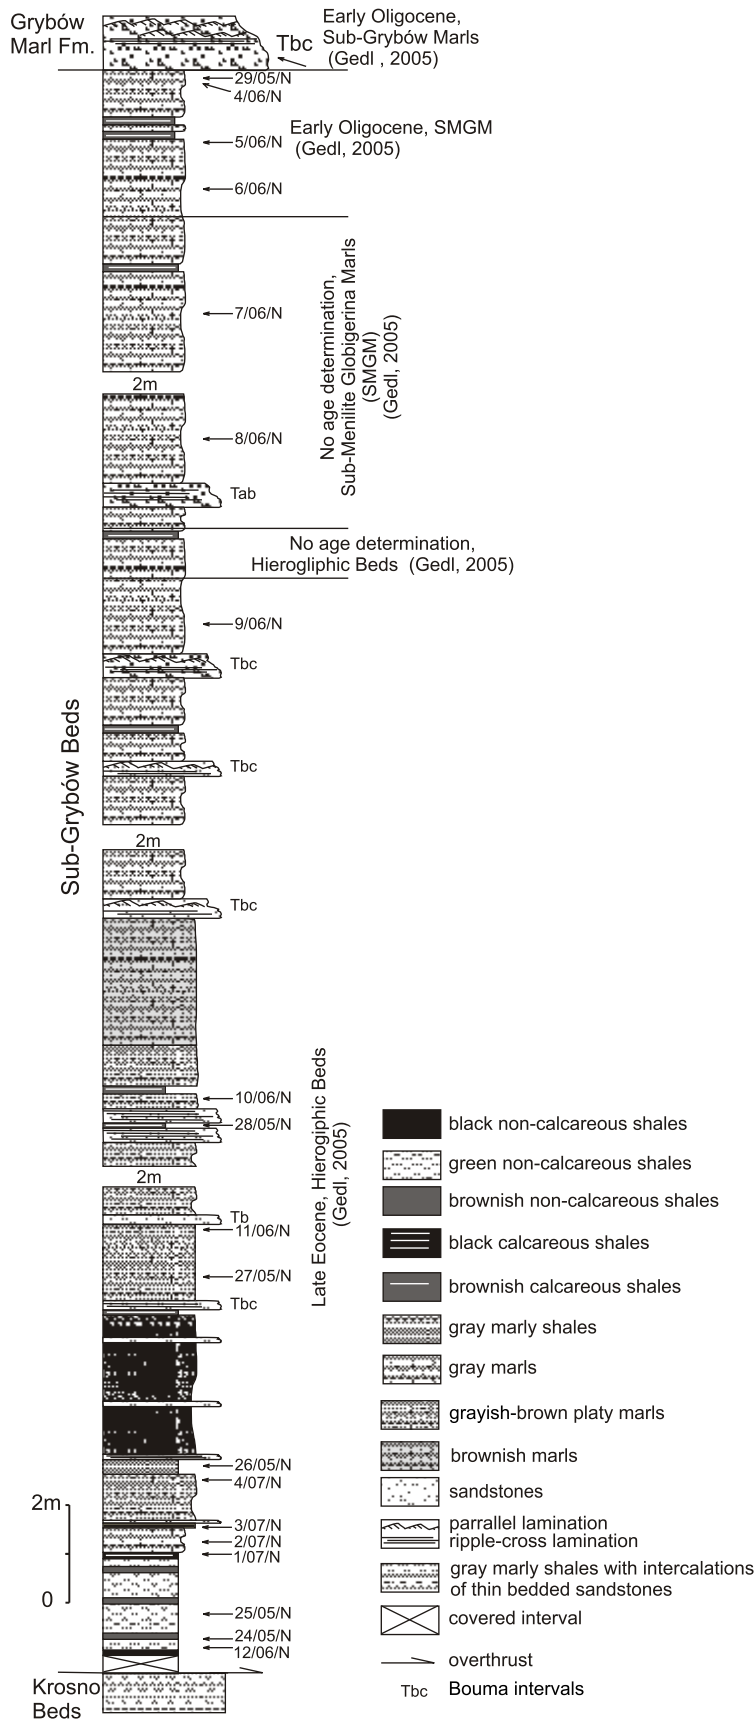 Grybów
Marl Fm.
Tbc
Early Oligocene,
Sub-Grybów Marls
(Gedl , 2005)
29/05/N
4/06/N
5/06/N
Early Oligocene, SMGM
(Gedl, 2005)
6/06/N
7/06/N
No age determination,
Sub-Menilite Globigerina Marls
(SMGM)
(Gedl, 2005)
2m
8/06/N
Tab
No age determination,
Hierogliphic Beds (Gedl, 2005)
9/06/N
Tbc
Sub-Grybów Beds
Tbc
2m
Tbc
Late Eocene, Hierogiphic Beds
(Gedl, 2005)
10/06/N
28/05/N
2m
Tb
11/06/N
27/05/N
Tbc
26/05/N
4/07/N
2m
3/07/N
2/07/N
1/07/N
0
25/05/N
24/05/N
12/06/N
Krosno
Beds
black non-calcareous shales
green non-calcareous shales
brownish non-calcareous shales
black calcareous shales
brownish calcareous shales
gray marly shales
gray marls
grayish-brown platy marls
brownish marls
sandstones
parrallel lamination
ripple-cross lamination
gray marly shales with intercalations
of thin bedded sandstones
covered interval
overthrust
Tbc Bouma intervals